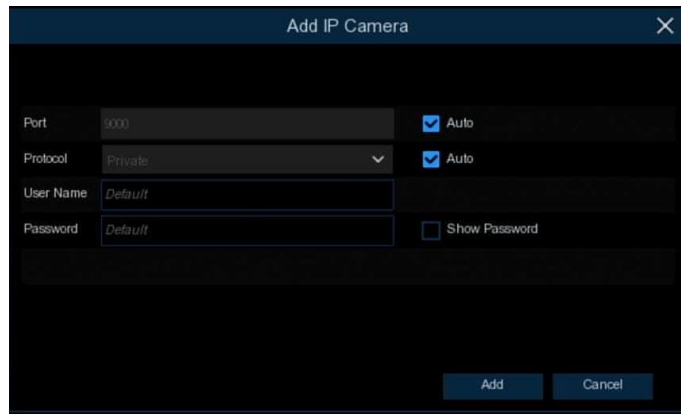 Add IP Camera
Port 9000 Auto
Protocol Private Auto
User Name Default
Password Default Show Password
Add Cancel